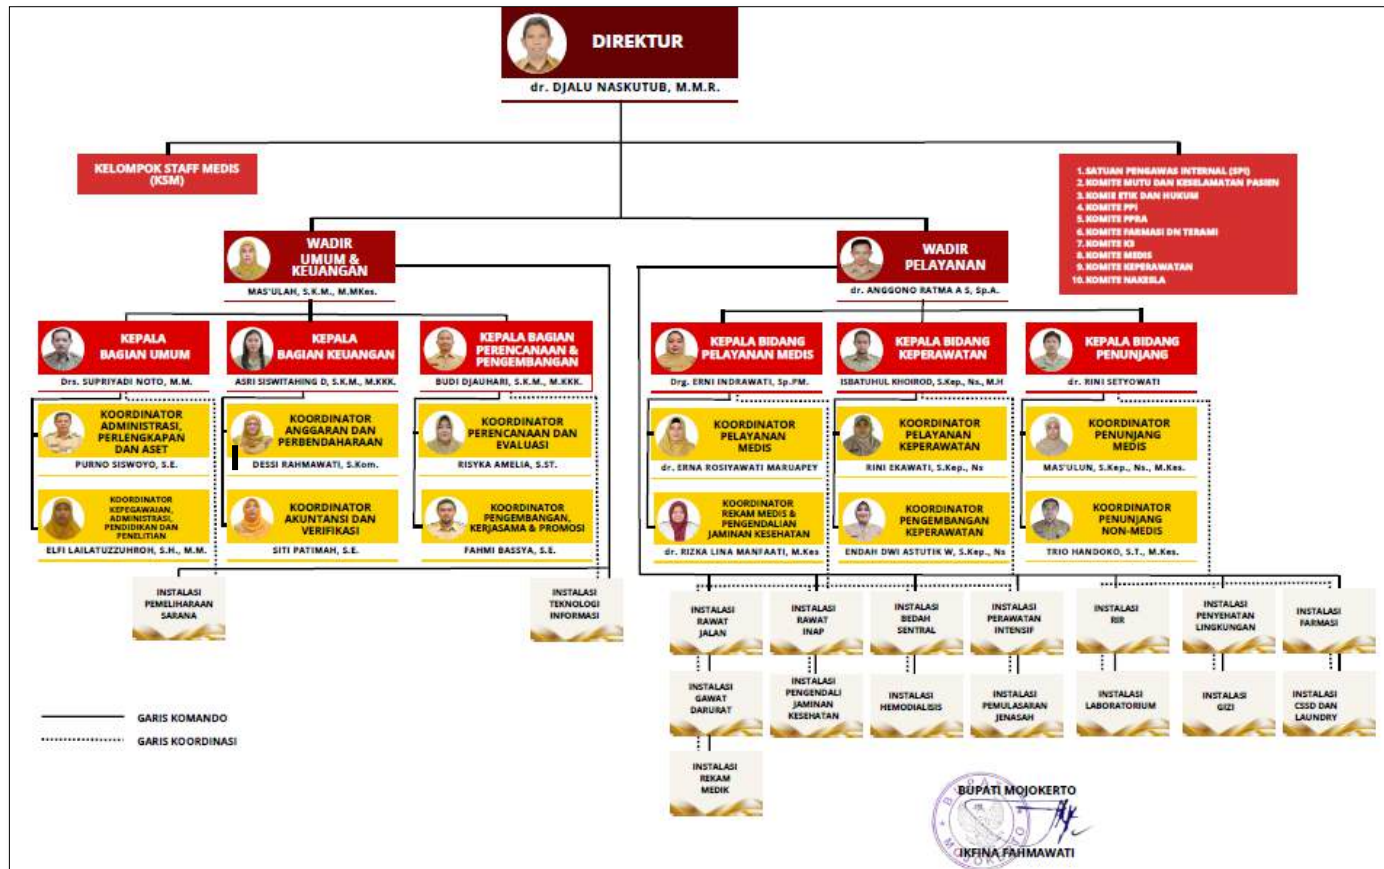 DIREKTUR
dr. DJALU NASKUTUB, M.M.R.
KELOMPOK STAFF MEDIS
(KSM)
1. SATUAN PENGAWAS INTERNAL (SPI)
2. KOMITE MUTU DAN KESELAMATAN PASIEN
3. KOMIE ETIK DAN HUKUM
4. KOMITE PPI
5. KOMITE PPRA
6. KOMITE FARMASI DN TERAMI
7. KOMITE K3
8. KOMITE MEDIS
9. KOMITE KEPERAWATAN
10. KOMITE NAKESLA
WADIR
UMUM &
KEUANGAN
MAS'ULAH, S.K.M., M.MKes.
WADIR
PELAYANAN
dr. ANGGONO RATMA A S, Sp.A.
KEPALA
BAGIAN UMUM
Drs. SUPRIYADI NOTO, M.M.
KEPALA
BAGIAN KEUANGAN
ASRI SISWITAHING D, S.K.M., M.KKK.
KEPALA BAGIAN
PERENCANAAN &
PENGEMBANGAN
BUDI DJAUHARI, S.K.M., M.KKK.
KEPALA BIDANG
PELAYANAN MEDIS
Drg. ERNI INDRAWATI, Sp.PM.
KEPALA BIDANG
KEPERAWATAN
ISBATUHUL KHOIROD, S.Kep, Ns., M.H
KEPALA BIDANG
PENUNJANG
dr. RINI SETYOWATI
KOORDINATOR
ADMINISTRASI,
PERLENGKAPAN
DAN ASET
PURNO SISWOYO, S.E.
KOORDINATOR
ANGGARAN DAN
PERBENDAHARAAN
DESSI RAHMAWATI, S.Kom.
KOORDINATOR
PERENCANAAN DAN
EVALUASI
RISYKA AMELIA, S.ST.
KOORDINATOR
PELAYANAN
MEDIS
dr. ERNA ROSIYAWATI MARUAPEY
KOORDINATOR
PELAYANAN
KEPERAWATAN
RINI EKAWATI, S.Kep., Ns
KOORDINATOR
PENUNJANG
MEDIS
MAS'ULUN, S.Kep., Ns., M.Kes.
KOORDINATOR
KEPEGAWAIAN,
ADMINISTRASI,
PENDIDIKAN DAN
PENELITIAN
ELFI LAILATUZZUHROH, S.H., M.M.
KOORDINATOR
AKUNTANSI DAN
VERIFIKASI
SITI PATIMAH, S.E.
KOORDINATOR
PENGEMBANGAN,
KERJASAMA & PROMOSI
FAHMI BASSYA, S.E.
KOORDINATOR
REKAM MEDIS &
PENGENDALIAN
JAMINAN KESEHATAN
dr. RIZKA LINA MANFAATI, M.Kes
KOORDINATOR
PENGEMBANGAN
KEPERAWATAN
ENDAH DWI ASTUTIK W, S.Kep., Ns
KOORDINATOR
PENUNJANG
NON-MEDIS
TRIO HANDOKO, S.T., M.Kes.
INSTALASI
PEMELIHARAAN
SARANA
INSTALASI
TEKNOLOGI
INFORMASI
INSTALASI
RAWAT
JALAN
INSTALASI
RAWAT
INAP
INSTALASI
BEDAH
SENTRAL
INSTALASI
PERAWATAN
INTENSIF
INSTALASI
RIR
INSTALASI
PENYEHATAN
LINGKUNGAN
INSTALASI
FARMASI
INSTALASI
GAWAT
DARURAT
INSTALASI
PENGENDALI
JAMINAN
KESEHATAN
INSTALASI
HEMODIALISIS
INSTALASI
PEMULASARAN
JENASAH
INSTALASI
LABORATORIUM
INSTALASI
GIZI
INSTALASI
CSSD DAN
LAUNDRY
INSTALASI
REKAM
MEDIK
GARIS KOMANDO
GARIS KOORDINASI
BUPATI MOJOKERTO
BUPATI
MOJOKERTO
IKFINA FAHMAWATI